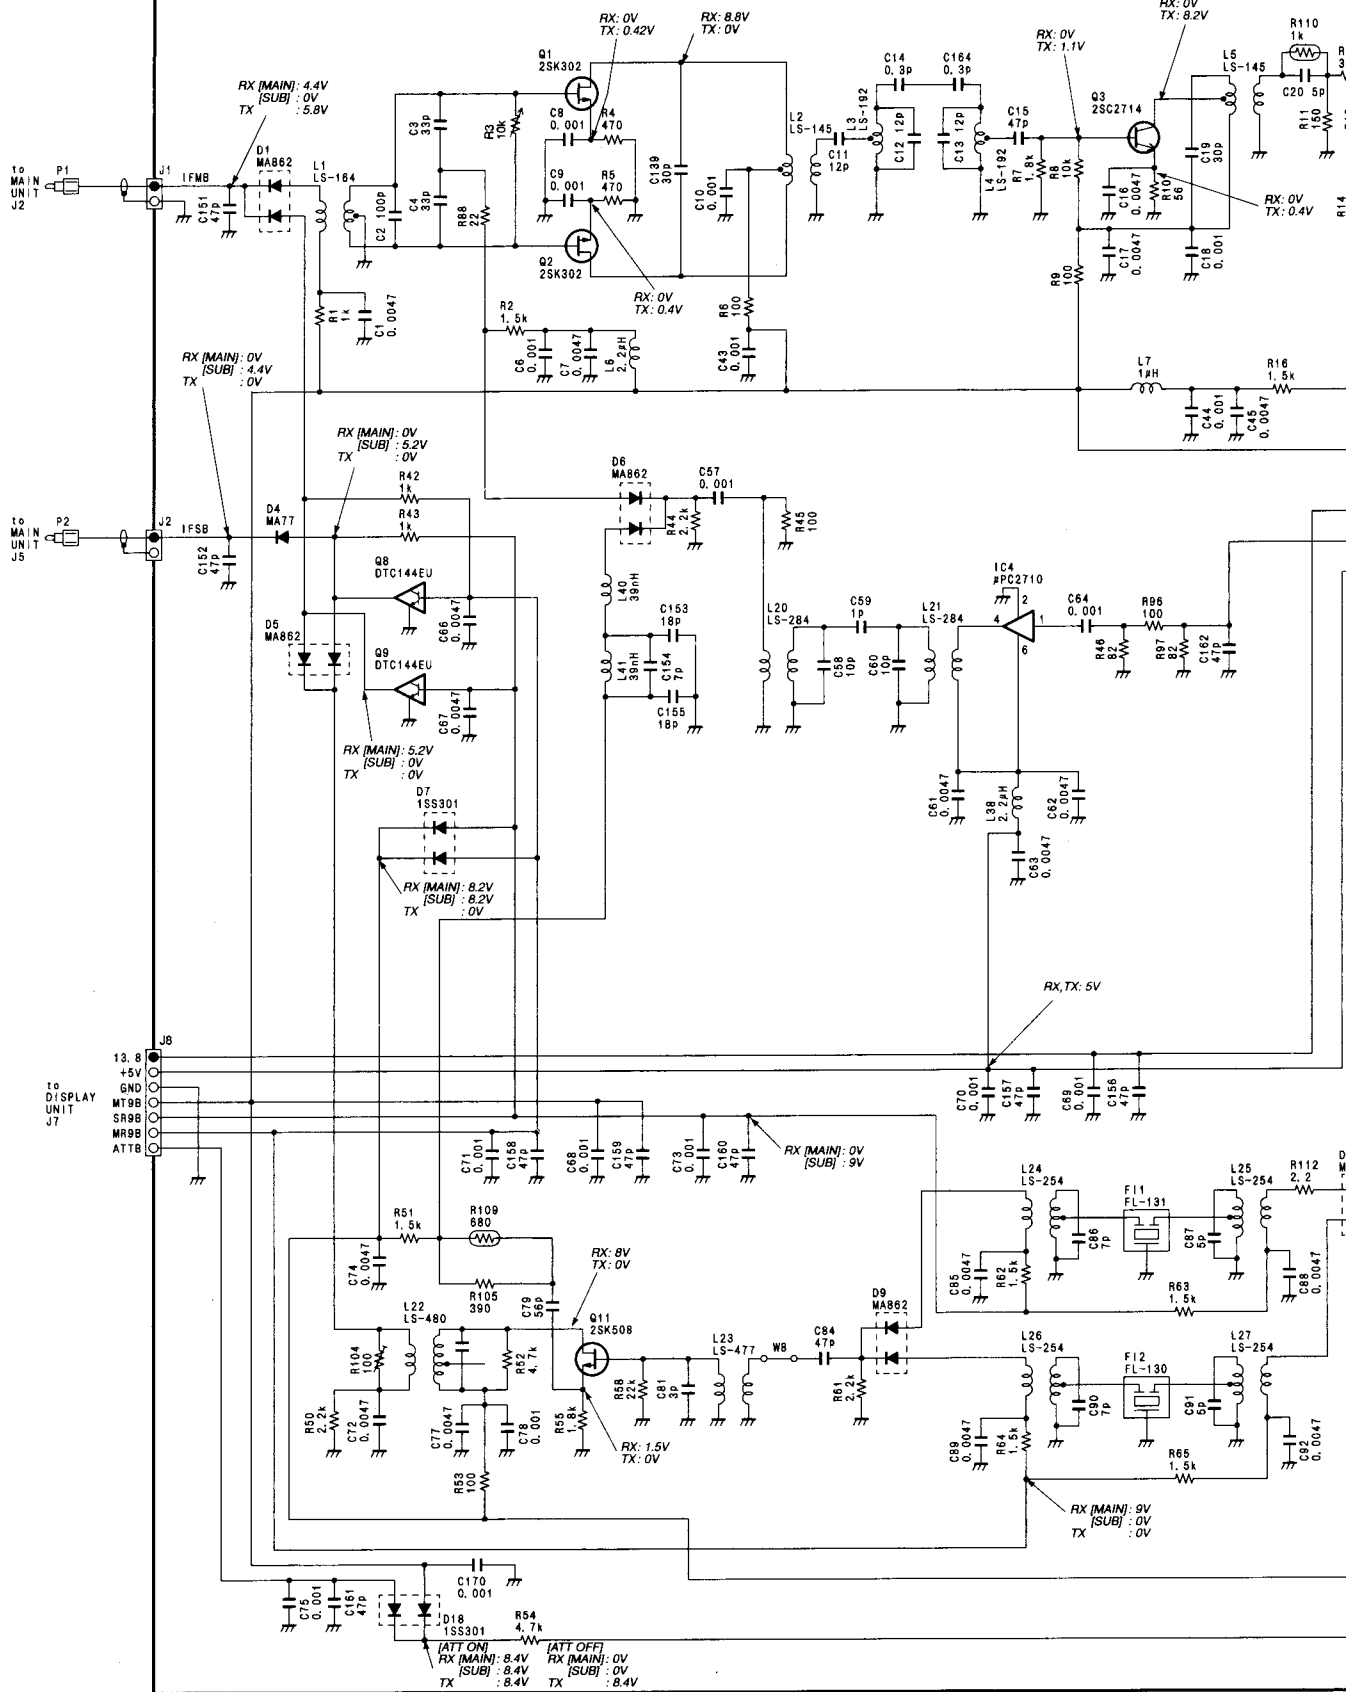 RX: 0V
TX: 0.42V
RX: 8.8V
TX: 0V
RX: 0V
TX: 8.2V
RX: 0V
TX: 1.1V
R110
1k
L5
LS-145
C20 5p
R11
150
R14
Q1
2SK302
C14
0.3p
C164
0.3p
Q3
2SC2714
RX [MAIN]: 4.4V
[SUB] : 0V
TX : 5.8V
C3
33p
R3
10k
C8
0.001
R4
470
L2
LS-145
L3
LS-192
C12 12p
C13 12p
C15
47p
C19
30p
to
MAIN
UNIT
J2
P1
J1
IFMB
D1
MA862
L1
LS-164
C151
47p
C2 100p
C4
33p
R88
22
C9
0.001
R5
470
C139
30p
C10
0.001
C11
12p
L4
LS-192
R7
1.8k
R8
10k
C16
0.0047
R10
56
RX: 0V
TX: 0.4V
Q2
2SK302
RX: 0V
TX: 0.4V
C17
0.0047
C18
0.001
R9
100
R1
1k
C1
0.0047
R2
1.5k
C6
0.001
C7
0.0047
L6
2.2μH
R6
100
C43
0.001
L7
1μH
R16
1.5k
C44
0.001
C45
0.0047
RX [MAIN]: 0V
[SUB] : 4.4V
TX : 0V
RX [MAIN]: 0V
[SUB] : 5.2V
TX : 0V
D6
MA862
C57
0.001
R44
2.2k
R45
100
R42
1k
R43
1k
to
MAIN
UNIT
J5
P2
J2
IFSB
D4
MA77
C152
47p
Q8
DTC144EU
C66
0.0047
L40
39nH
C153
18p
IC4
μPC2710
2
4
1
6
C64
0.001
R96
100
R46
82
R97
82
C162
47p
D5
MA862
Q9
DTC144EU
C67
0.0047
L41
39nH
C154
7p
C155
18p
L20
LS-284
C59
1p
L21
LS-284
C58
10p
C60
10p
RX [MAIN]: 5.2V
[SUB] : 0V
TX : 0V
D7
1SS301
C61
0.0047
L38
2.2μH
C62
0.0047
C63
0.0047
RX [MAIN]: 8.2V
[SUB] : 8.2V
TX : 0V
RX,TX: 5V
J8
to
DISPLAY
UNIT
J7
13.8
+5V
GND
MT9B
SR9B
MR9B
ATTB
C70
0.001
C157
47p
C69
0.001
C156
47p
C71
0.001
C158
47p
C68
0.001
C159
47p
C73
0.001
C160
47p
RX [MAIN]: 0V
[SUB] : 9V
L24
LS-254
FI1
FL-131
L25
LS-254
R112
2.2
C86
7p
C87
5p
R51
1.5k
R109
680
C74
0.0047
R105
390
C79
56p
RX: 8V
TX: 0V
C85
0.0047
R62
1.5k
R63
1.5k
C88
0.0047
D9
MA862
L22
LS-480
Q11
2SK508
R104
100
R52
4.7k
L23
LS-477
W8
C84
47p
L26
LS-254
FI2
FL-130
L27
LS-254
R50
2.2k
C72
0.0047
C77
0.0047
C78
0.001
R55
1.8k
R58
22k
C81
3p
R61
2.2k
C90
7p
C91
5p
C89
0.0047
R64
1.5k
R65
1.5k
C92
0.0047
R53
100
RX: 1.5V
TX: 0V
RX [MAIN]: 9V
[SUB] : 0V
TX : 0V
C170
0.001
C75
0.001
C161
47p
D18
1SS301
R54
4.7k
[ATT ON]
RX [MAIN]: 8.4V
[SUB] : 8.4V
TX : 8.4V
[ATT OFF]
RX [MAIN]: 0V
[SUB] : 0V
TX : 8.4V